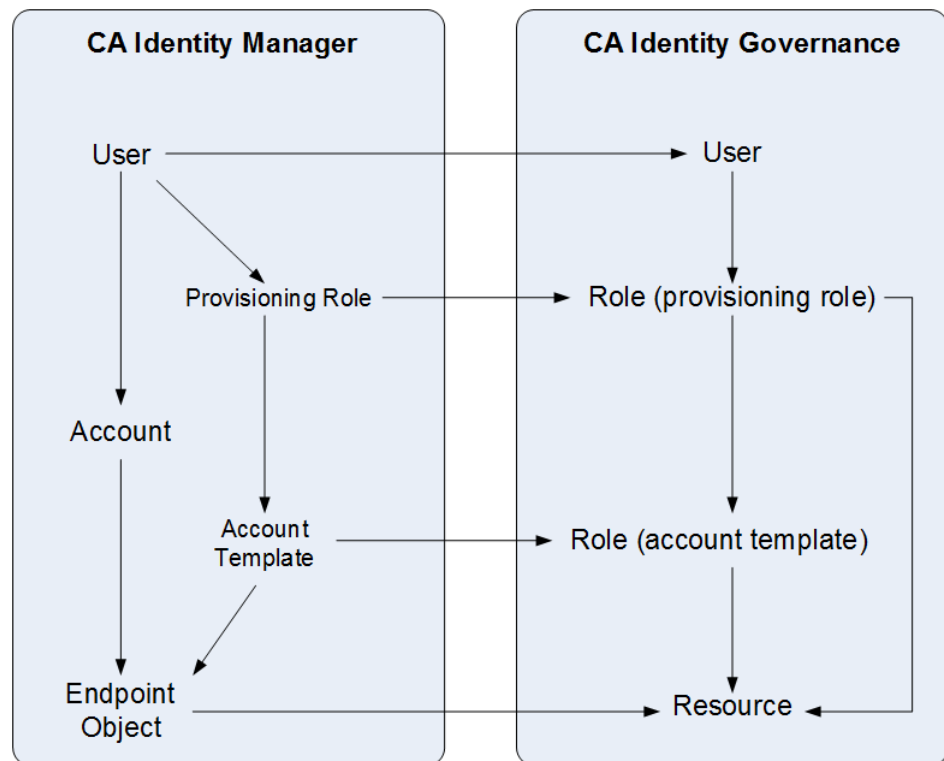 CA Identity Manager
User
Provisioning Role
Account
Account
Template
Endpoint
Object
CA Identity Governance
User
Role (provisioning role)
Role (account template)
Resource